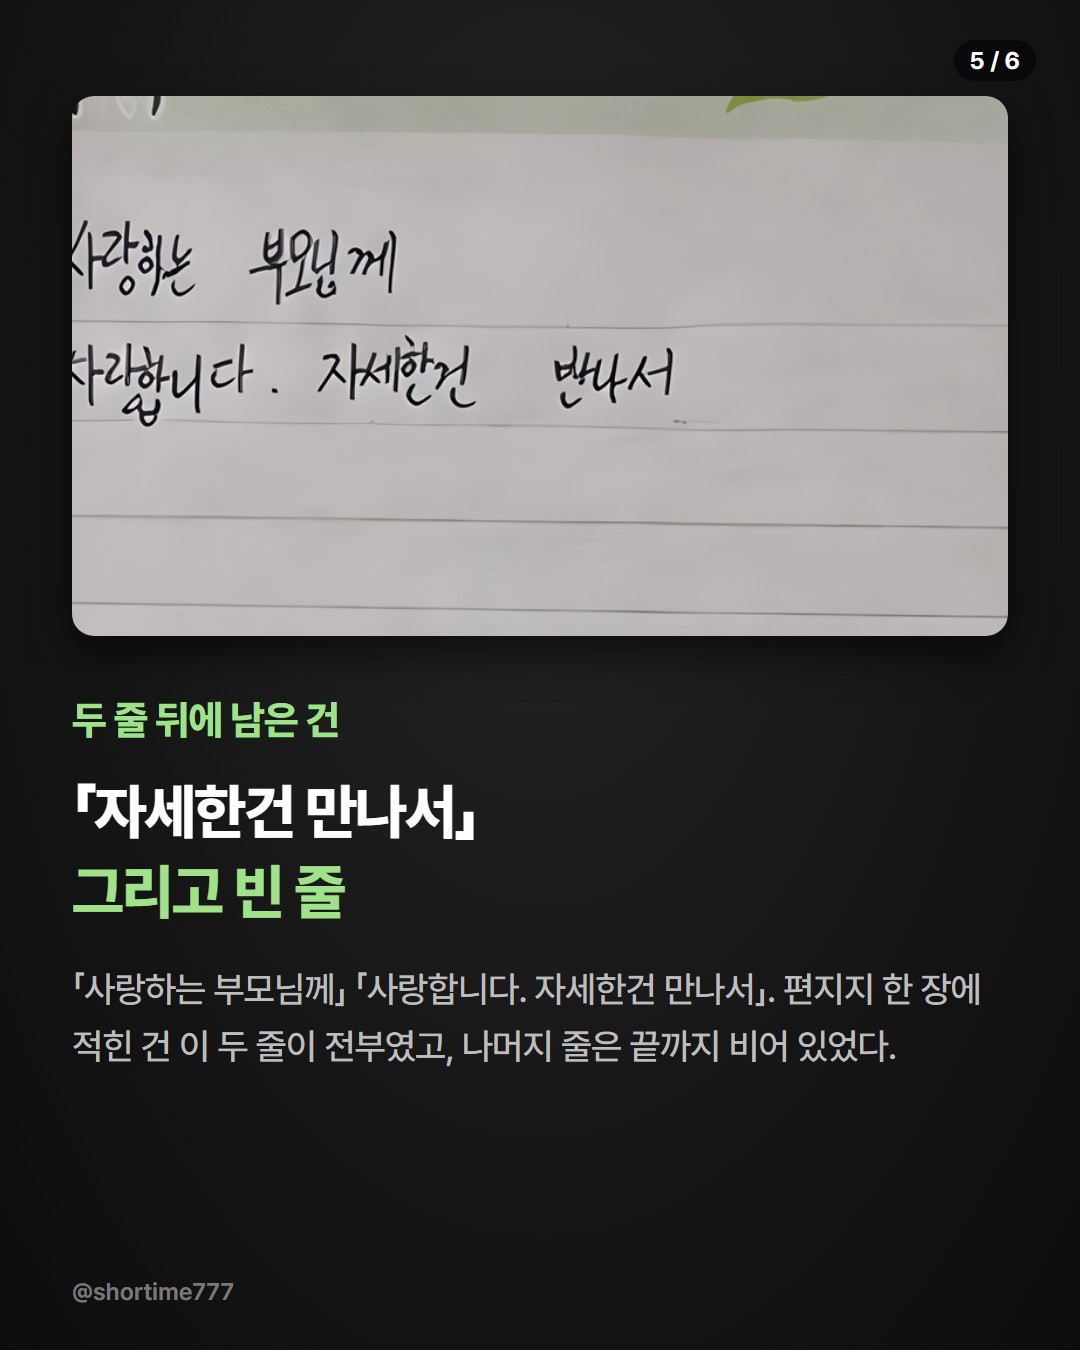 5 / 6
사랑하는 부모님께
사랑합니다. 자세한건 만나서
두 줄 뒤에 남은 건
「자세한건 만나서」
그리고 빈 줄
「사랑하는 부모님께」 「사랑합니다. 자세한건 만나서」. 편지지 한 장에
적힌 건 이 두 줄이 전부였고, 나머지 줄은 끝까지 비어 있었다.
@shortime777